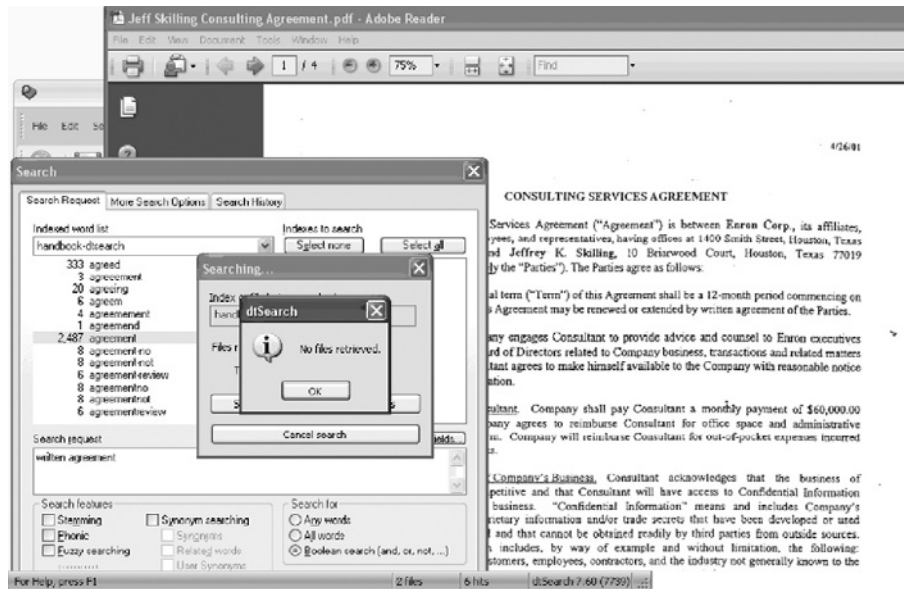 Jeff Skilling Consulting Agreement.pdf - Adobe Reader
File Edit View Document Tools Window Help
1 / 4 75% Find
File Edit Se
4/26/01
Search
Search Request More Search Options Search History
Indexed word list Indexes to search
handbook-dtsearch Select none Select all
333 agreed
3 agreecement
20 agreeing
6 agreem
4 agreemement
1 agreemend
2,487 agreement
8 agreement-no
8 agreement-not
6 agreement-review
8 agreementno
8 agreementnot
6 agreementreview
Searching...
Index
hand
Files r
dtSearch
No files retrieved.
OK
Cancel search
Search request
written agreement
Search features
Stemming Synonym searching
Phonic Synonyms
Fuzzy searching Related words
User Synonyms
Search for
Any words
All words
Boolean search (and, or, not, ...)
For Help, press F1 2 files 6 hits dtSearch 7.60 (7739)
CONSULTING SERVICES AGREEMENT
Services Agreement ("Agreement") is between Enron Corp., its affiliates,
yees, and representatives, having offices at 1400 Smith Street, Houston, Texas
nd Jeffrey K. Skilling, 10 Briarwood Court, Houston, Texas 77019
ly the "Parties"). The Parties agree as follows:
al term ("Term") of this Agreement shall be a 12-month period commencing on
s Agreement may be renewed or extended by written agreement of the Parties.
any engages Consultant to provide advice and counsel to Enron executives
rd of Directors related to Company business, transactions and related matters
tant agrees to make himself available to the Company with reasonable notice
ation.
sultant. Company shall pay Consultant a monthly payment of $60,000.00
pany agrees to reimburse Consultant for office space and administrative
m. Company will reimburse Consultant for out-of-pocket expenses incurred
s.
Company's Business. Consultant acknowledges that the business of
petitive and that Consultant will have access to Confidential Information
business. "Confidential Information" means and includes Company's
rietary information and/or trade secrets that have been developed or used
d and that cannot be obtained readily by third parties from outside sources.
n includes, by way of example and without limitation, the following:
stomers, employees, contractors, and the industry not generally known to the